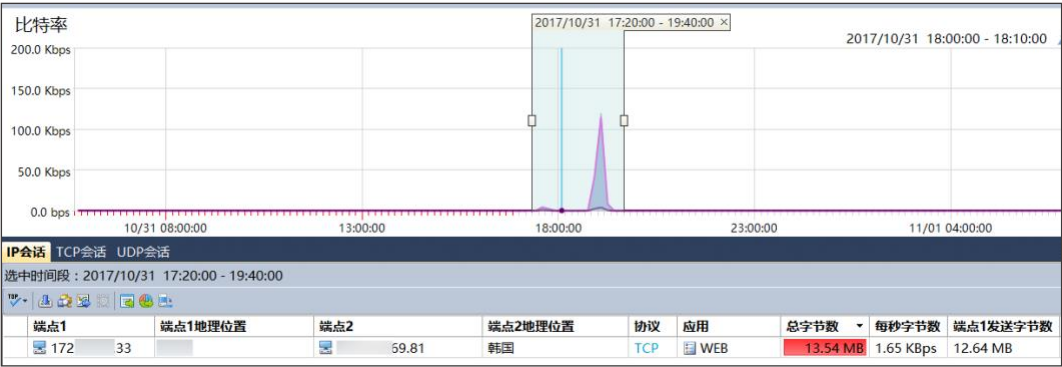 比特率
2017/10/31 17:20:00 - 19:40:00 ×
2017/10/31 18:00:00 - 18:10:00
200.0 Kbps
150.0 Kbps
100.0 Kbps
50.0 Kbps
0.0 bps
10/31 08:00:00 13:00:00 18:00:00 23:00:00 11/01 04:00:00
IP会话 TCP会话 UDP会话
选中时间段：2017/10/31 17:20:00 - 19:40:00
端点1 端点1地理位置 端点2 端点2地理位置 协议 应用 总字节数 每秒字节数 端点1发送字节数
172 33 69.81 韩国 TCP WEB 13.54 MB 1.65 KBps 12.64 MB